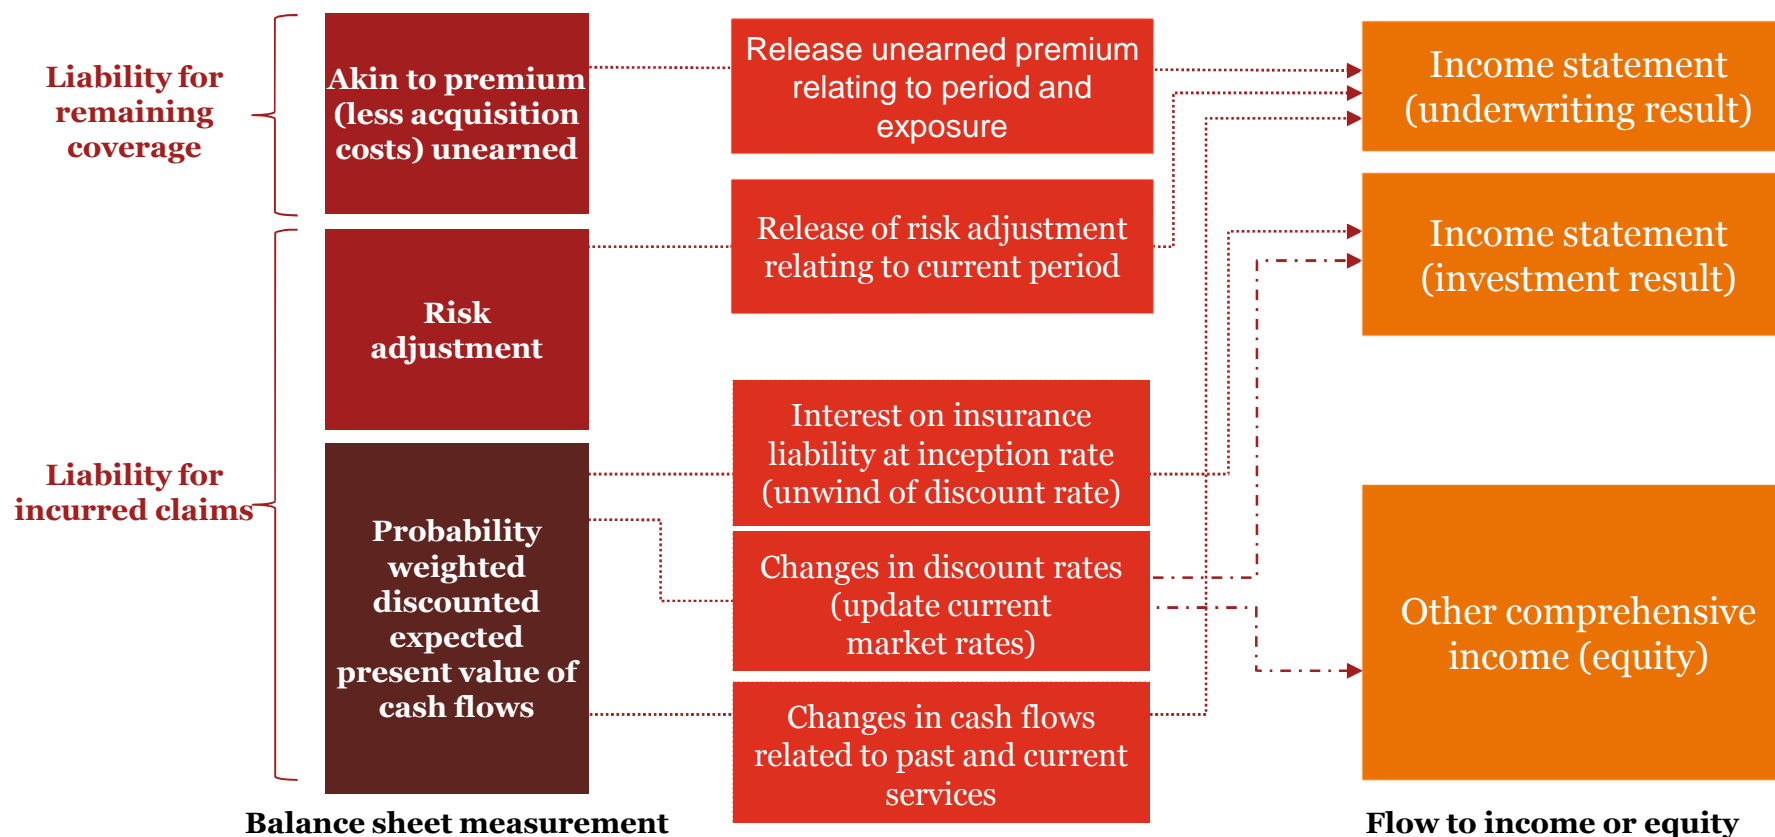 Liability for
remaining
coverage
Akin to premium
(less acquisition
costs) unearned
Release unearned premium
relating to period and
exposure
Income statement
(underwriting result)
Release of risk adjustment
relating to current period
Income statement
(investment result)
Risk
adjustment
Liability for
incurred claims
Interest on insurance
liability at inception rate
(unwind of discount rate)
Probability
weighted
discounted
expected
present value of
cash flows
Changes in discount rates
(update current
market rates)
Other comprehensive
income (equity)
Changes in cash flows
related to past and current
services
Balance sheet measurement
Flow to income or equity